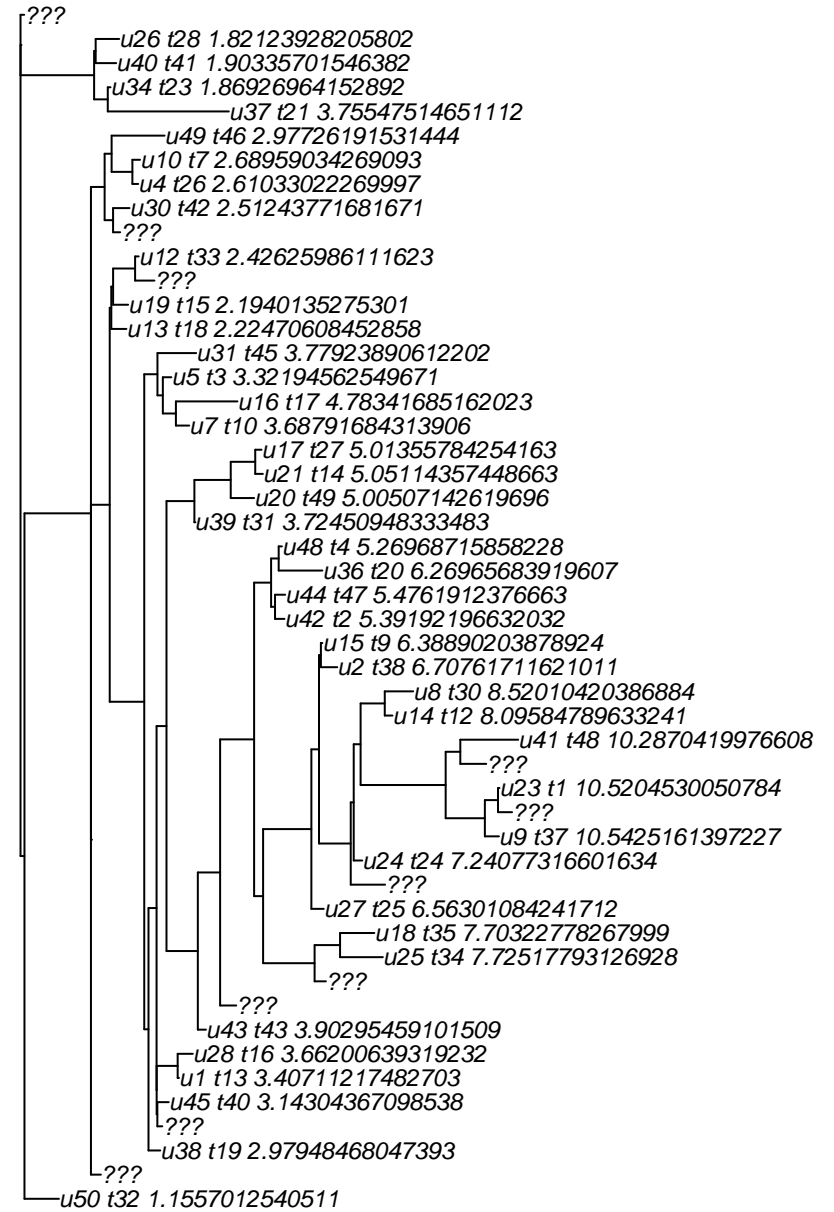 ???
u26 t28 1.82123928205802
u40 t41 1.90335701546382
u34 t23 1.86926964152892
u37 t21 3.75547514651112
u49 t46 2.97726191531444
u10 t7 2.68959034269093
u4 t26 2.61033022269997
u30 t42 2.51243771681671
???
u12 t33 2.42625986111623
???
u19 t15 2.1940135275301
u13 t18 2.22470608452858
u31 t45 3.77923890612202
u5 t3 3.32194562549671
u16 t17 4.78341685162023
u7 t10 3.68791684313906
u17 t27 5.01355784254163
u21 t14 5.05114357448663
u20 t49 5.00507142619696
u39 t31 3.72450948333483
u48 t4 5.26968715858228
u36 t20 6.26965683919607
u44 t47 5.4761912376663
u42 t2 5.39192196632032
u15 t9 6.38890203878924
u2 t38 6.70761711621011
u8 t30 8.52010420386884
u14 t12 8.09584789633241
u41 t48 10.2870419976608
???
u23 t1 10.5204530050784
???
u9 t37 10.5425161397227
u24 t24 7.24077316601634
???
u27 t25 6.56301084241712
u18 t35 7.70322778267999
u25 t34 7.72517793126928
???
???
u43 t43 3.90295459101509
u28 t16 3.66200639319232
u1 t13 3.40711217482703
u45 t40 3.14304367098538
???
u38 t19 2.97948468047393
???
u50 t32 1.1557012540511